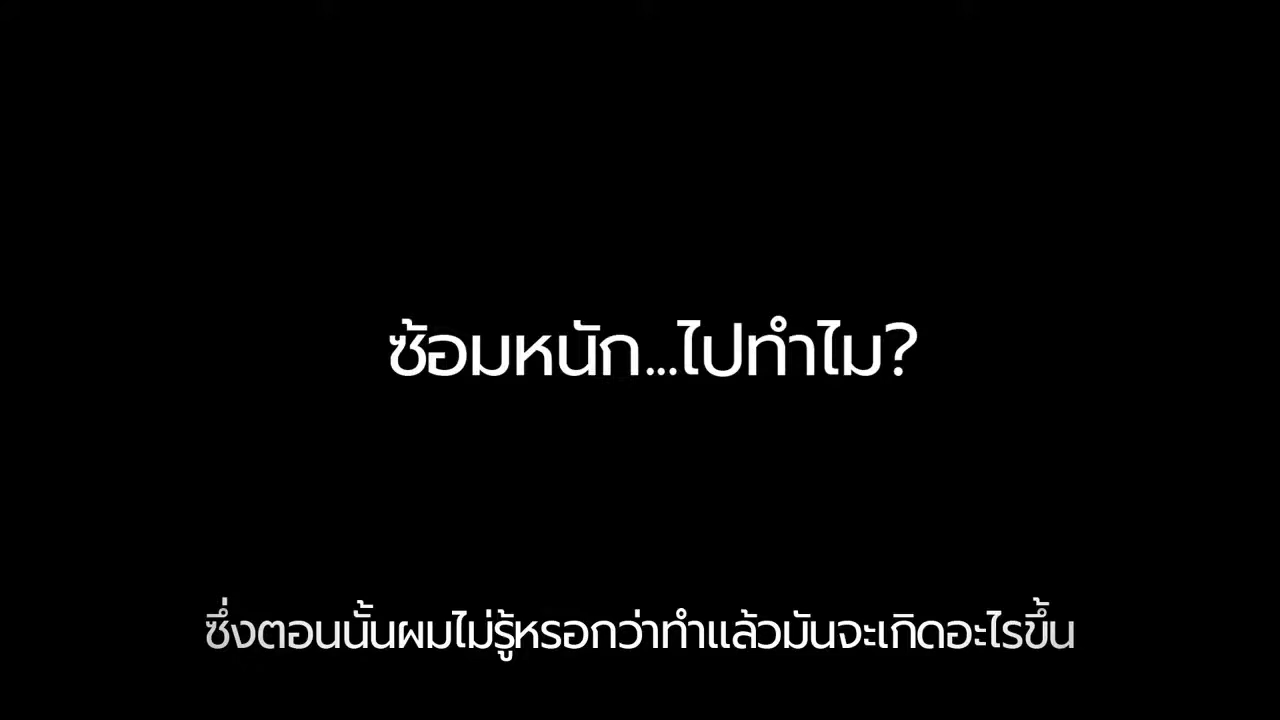 ซ้อมหนัก...ไปทำไม?
ซึ่งตอนนั้นผมไม่รู้หรอกว่าทำแล้วมันจะเกิดอะไรขึ้น